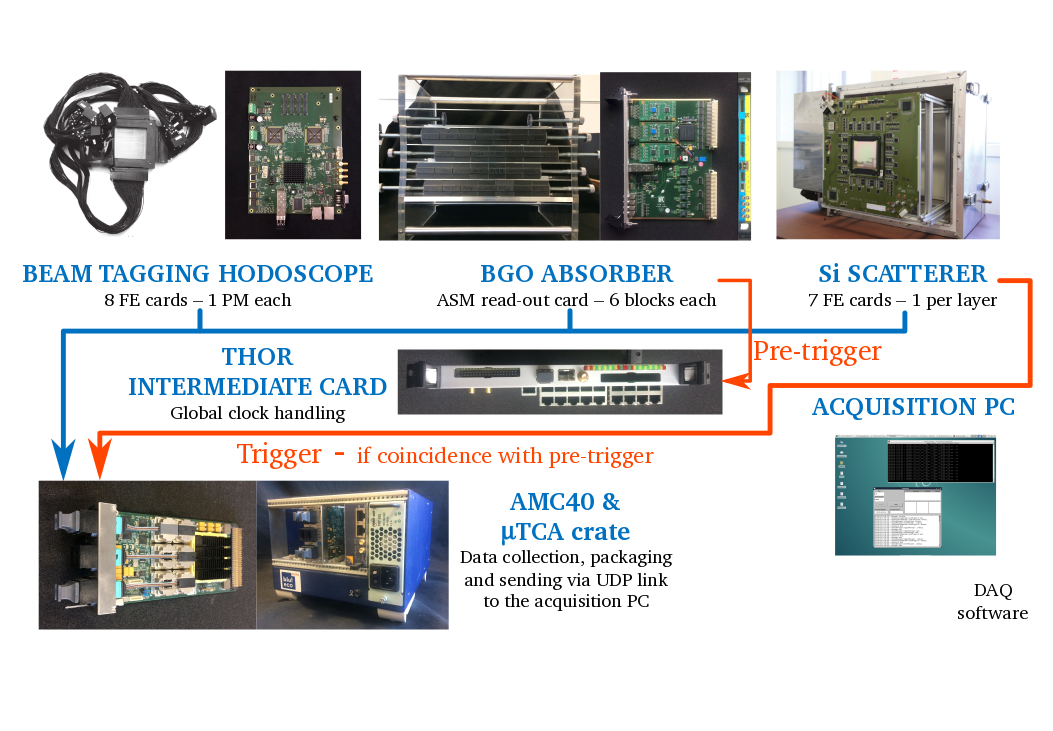 BEAM TAGGING HODOSCOPE
8 FE cards – 1 PM each
BGO ABSORBER
ASM read-out card – 6 blocks each
Si SCATTERER
7 FE cards – 1 per layer
THOR
INTERMEDIATE CARD
Global clock handling
Pre-trigger
ACQUISITION PC
Trigger - if coincidence with pre-trigger
AMC40 &
µTCA crate
Data collection, packaging
and sending via UDP link
to the acquisition PC
DAQ
software